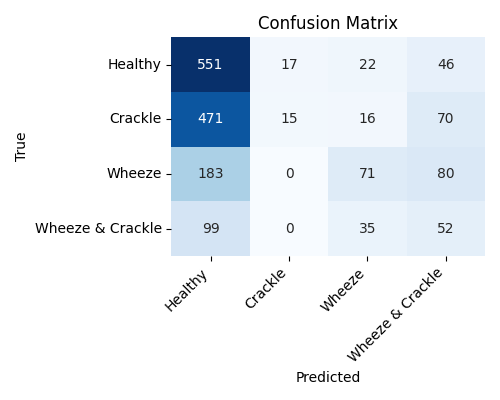 Confusion Matrix
True
Healthy 551 17 22 46
Crackle 471 15 16 70
Wheeze 183 0 71 80
Wheeze & Crackle 99 0 35 52
Healthy Crackle Wheeze Wheeze & Crackle
Predicted